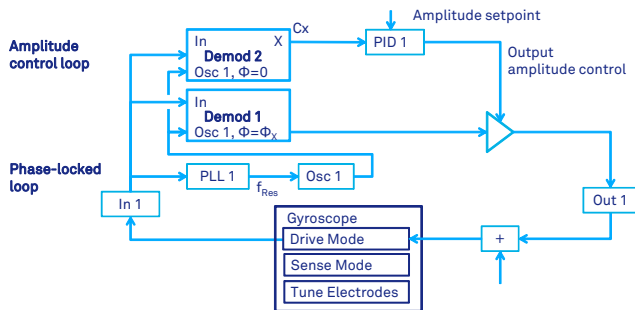 Amplitude setpoint
Cx
In
X
Demod 2
Osc 1, Φ=0
PID 1
Amplitude
control loop
Output
amplitude control
In
Demod 1
Osc 1, Φ=Φx
Phase-locked
loop
PLL 1
fRes
Osc 1
In 1
Out 1
Gyroscope
Drive Mode
+
Sense Mode
Tune Electrodes